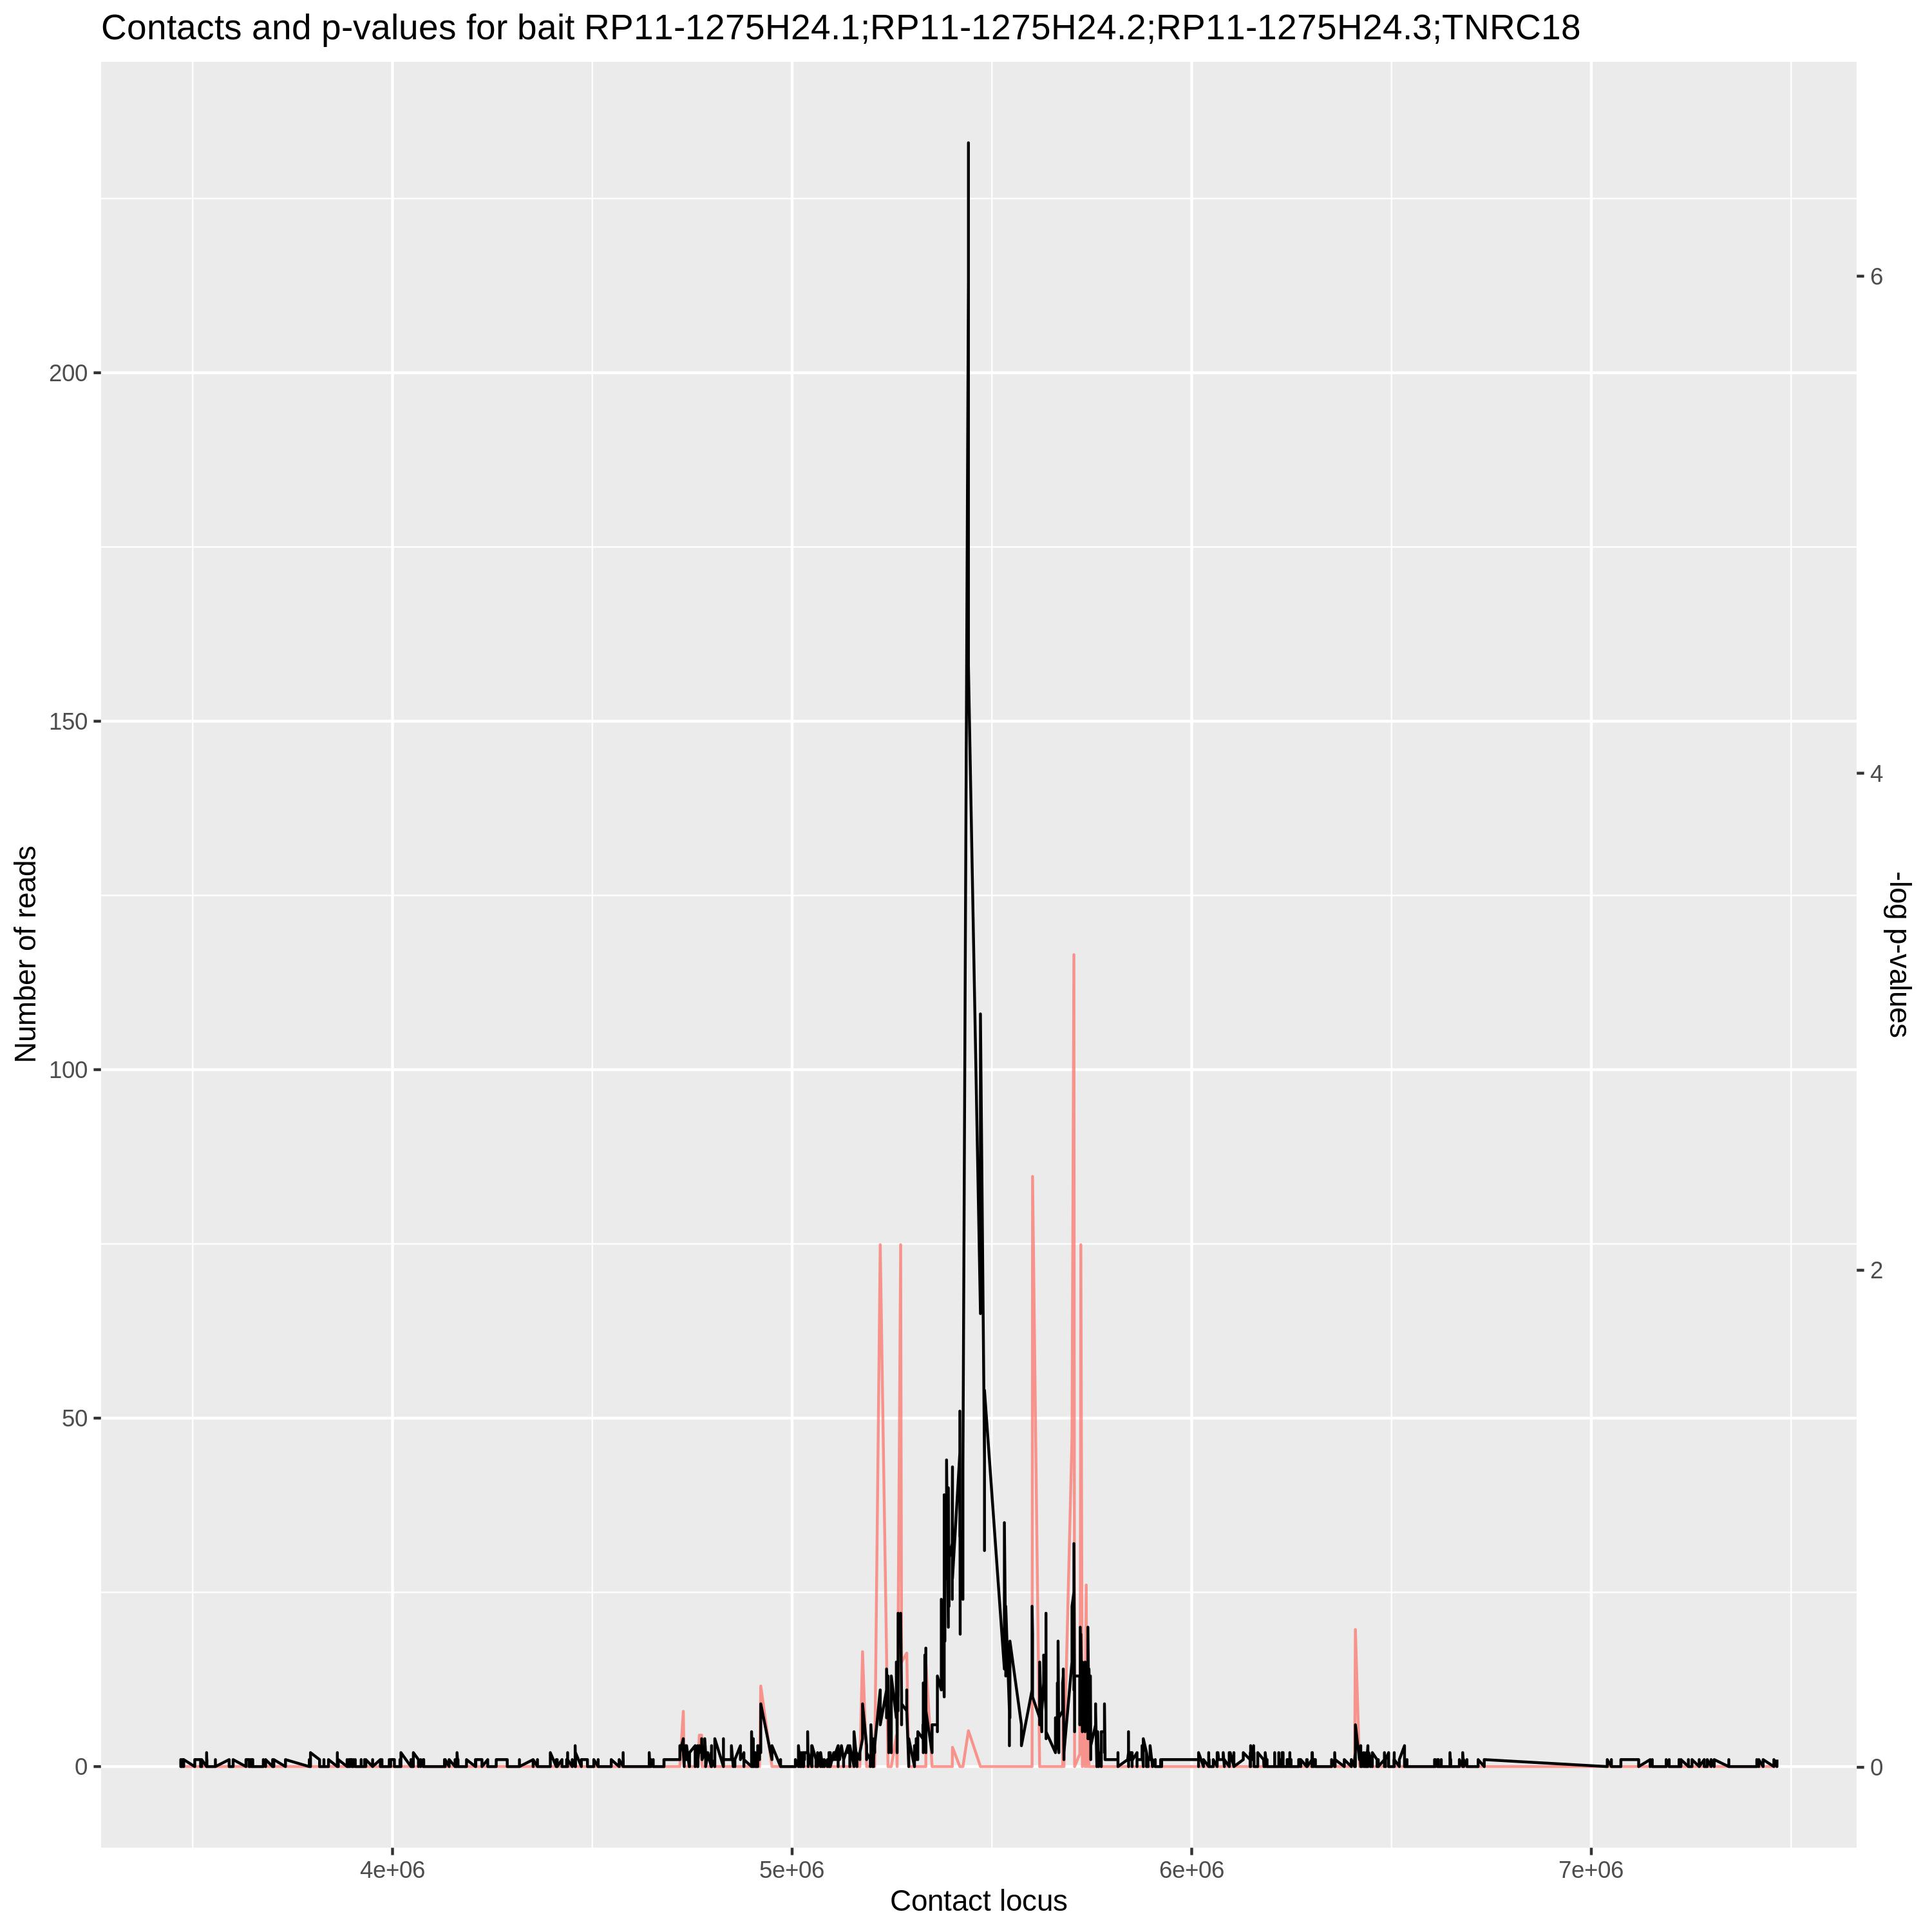 Contacts and p-values for bait RP11-1275H24.1;RP11-1275H24.2;RP11-1275H24.3;TNRC18
Number of reads
200
150
100
50
0
6
4
2
0
-log p-values
4e+06
5e+06
6e+06
7e+06
Contact locus